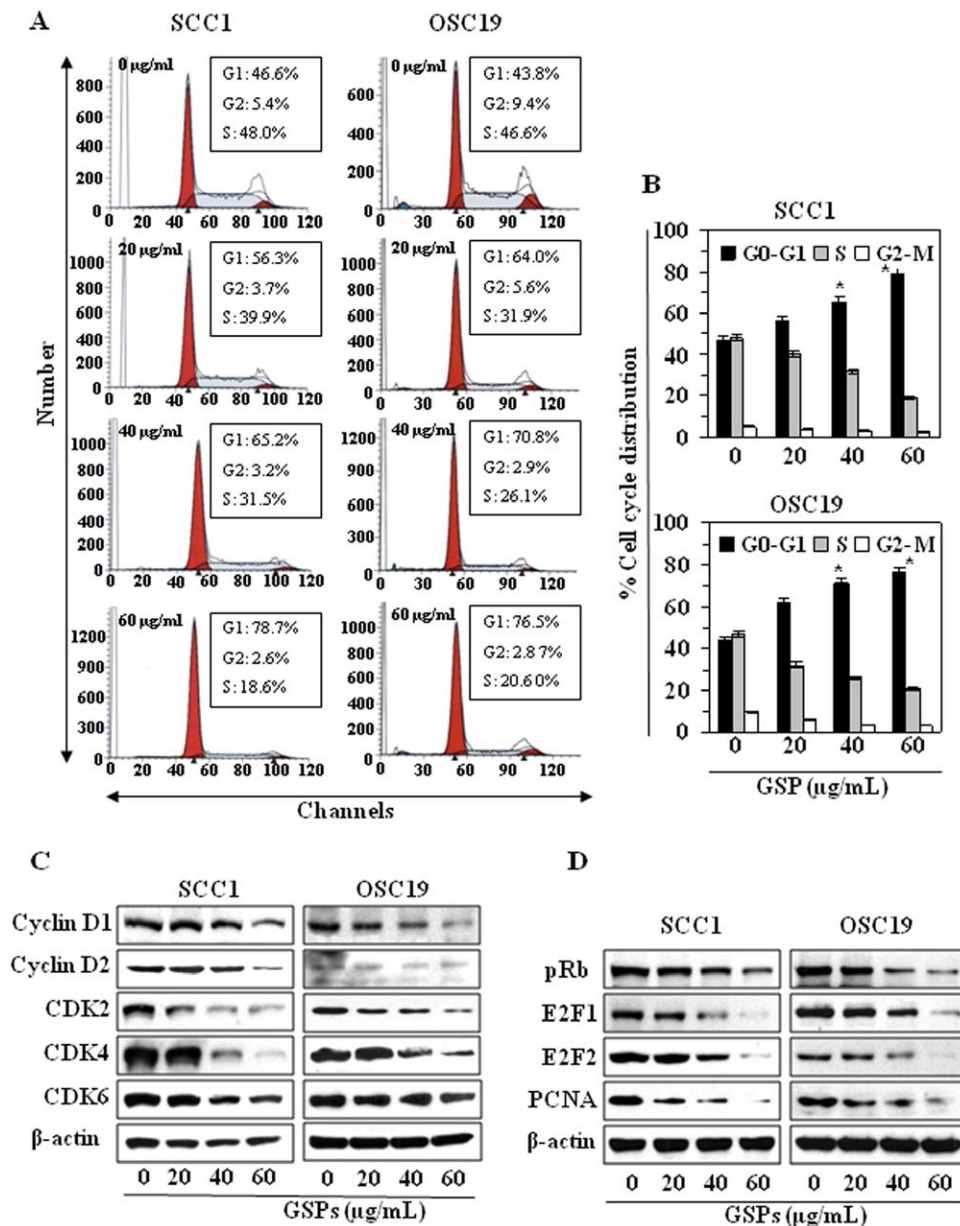 A
SCC1
OSC19
0 µg/ml
G1: 46.6%
G2: 5.4%
S: 48.0%
800
600
400
200
0
0 20 40 60 80 100 120
0 µg/ml
G1: 43.8%
G2: 9.4%
S: 46.6%
600
400
200
0
0 30 60 90 120
20 µg/ml
G1: 56.3%
G2: 3.7%
S: 39.9%
1000
800
600
400
200
0
0 20 40 60 80 100 120
20 µg/ml
G1: 64.0%
G2: 5.6%
S: 31.9%
1200
1000
800
600
400
200
0
0 30 60 90 120
40 µg/ml
G1: 65.2%
G2: 3.2%
S: 31.5%
1000
800
600
400
200
0
0 20 40 60 80 100 120
40 µg/ml
G1: 70.8%
G2: 2.9%
S: 26.1%
1200
900
600
300
0
0 30 60 90 120
60 µg/ml
G1: 78.7%
G2: 2.6%
S: 18.6%
1200
900
600
300
0
0 20 40 60 80 100 120 140
60 µg/ml
G1: 76.5%
G2: 2.87%
S: 20.60%
1000
800
600
400
200
0
0 30 60 90 120
Number
Channels
B
SCC1
G0-G1 S G2-M
100
80
60
40
20
0
* *
0 20 40 60
OSC19
G0-G1 S G2-M
100
80
60
40
20
0
* *
0 20 40 60
% Cell cycle distribution
GSP (µg/mL)
C
SCC1 OSC19
Cyclin D1
Cyclin D2
CDK2
CDK4
CDK6
β-actin
0 20 40 60 0 20 40 60
GSPs (µg/mL)
D
SCC1 OSC19
pRb
E2F1
E2F2
PCNA
β-actin
0 20 40 60 0 20 40 60
GSPs (µg/mL)